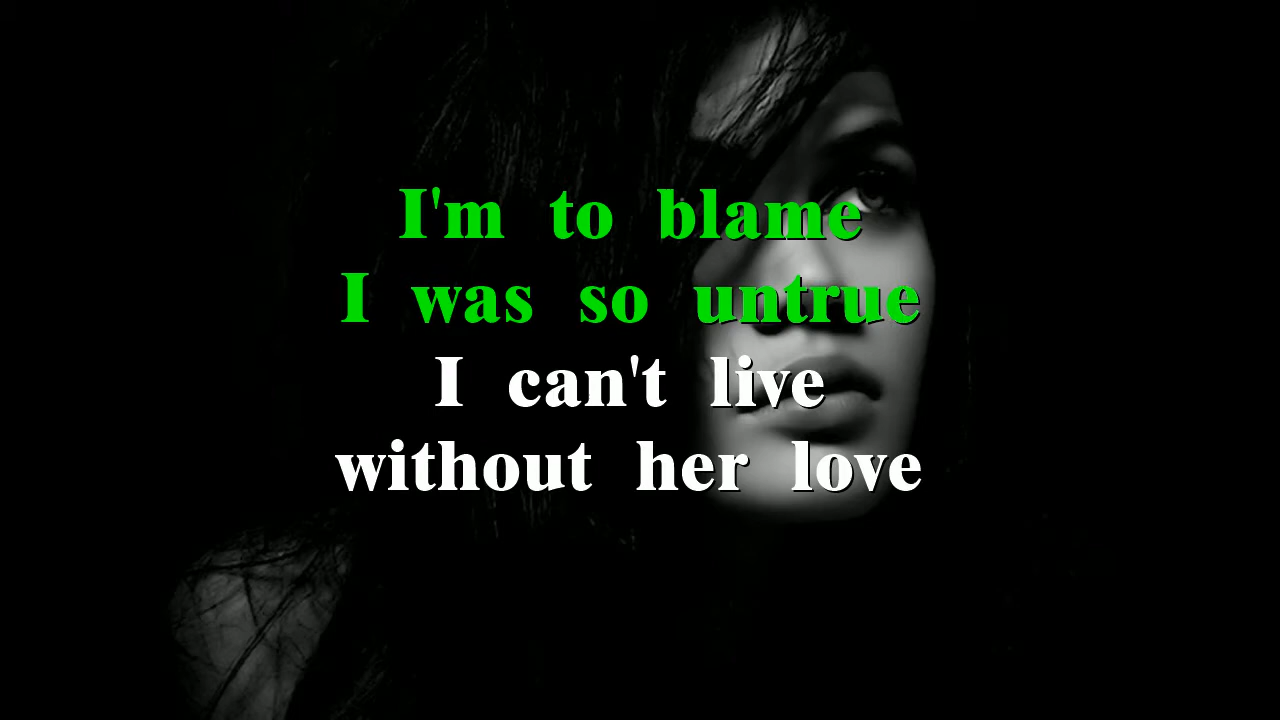 I'm to blame
I was so untrue
I can't live
without her love